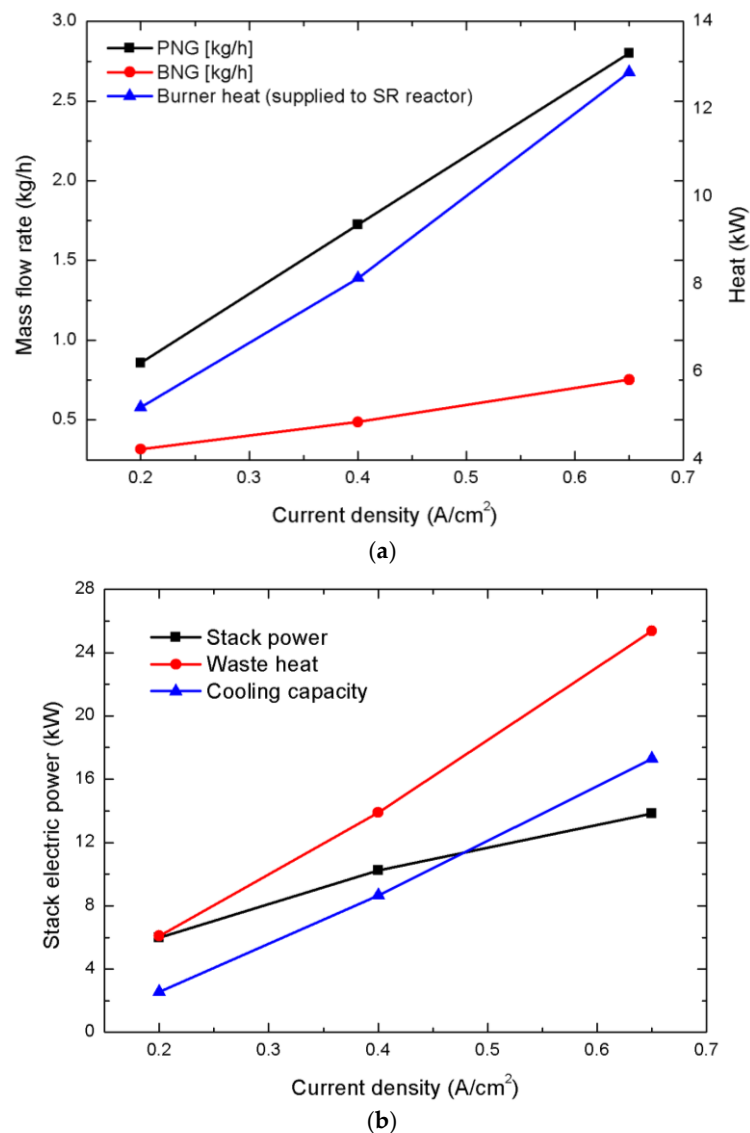 3.0
2.5
2.0
1.5
1.0
0.5
Mass flow rate (kg/h)
PNG [kg/h]
BNG [kg/h]
Burner heat (supplied to SR reactor)
14
12
10
8
6
4
Heat (kW)
0.2 0.3 0.4 0.5 0.6 0.7
Current density (A/cm²)
(a)
28
24
20
16
12
8
4
0
Stack electric power (kW)
Stack power
Waste heat
Cooling capacity
0.2 0.3 0.4 0.5 0.6 0.7
Current density (A/cm²)
(b)